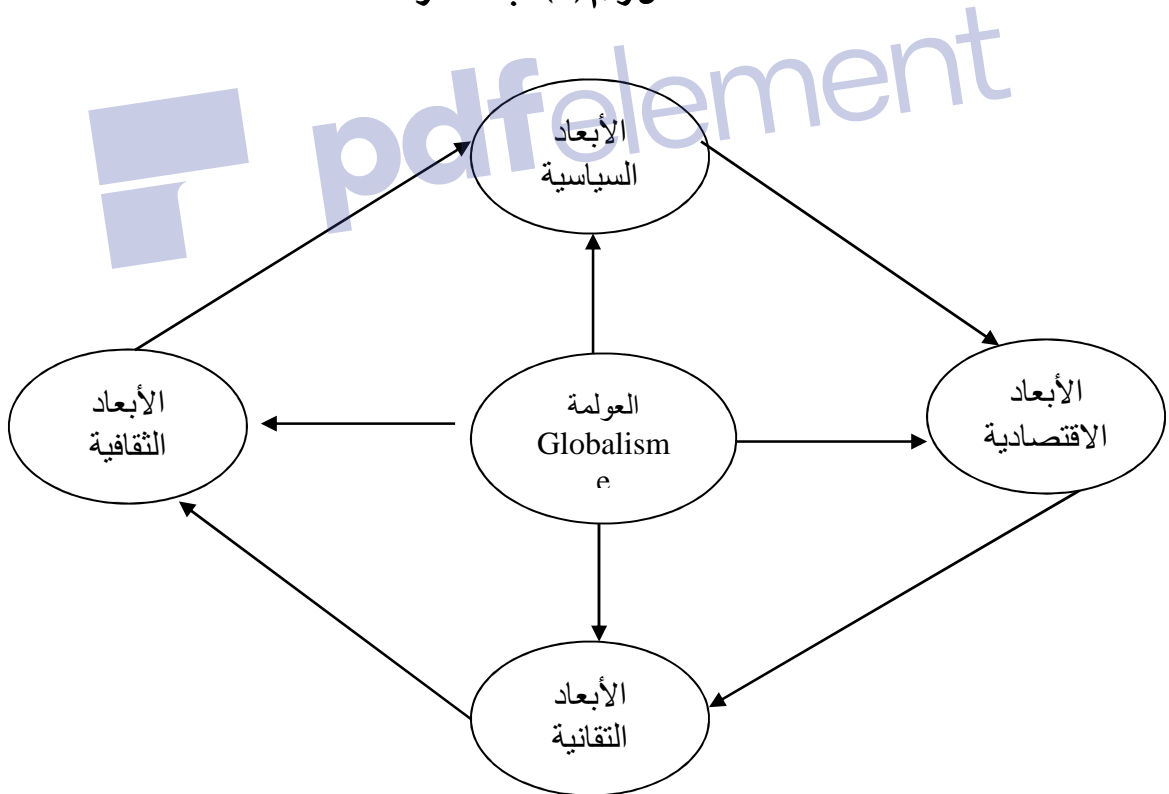 pdfelement
الأبعاد
السياسية
الأبعاد
الثقافية
العولمة
Globalism
e
الأبعاد
الاقتصادية
الأبعاد
التقانية